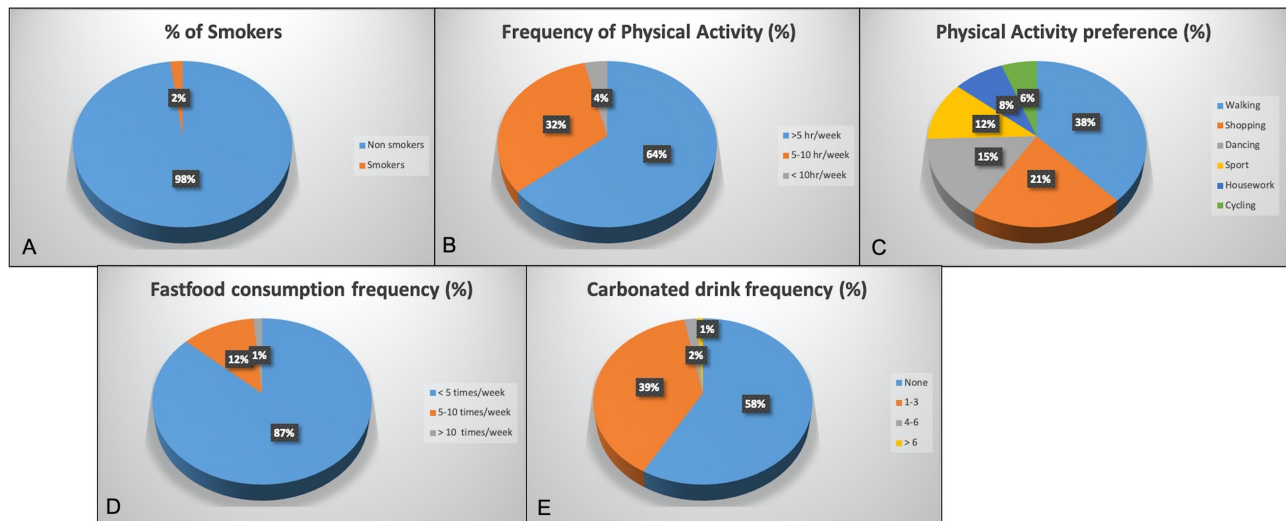 % of Smokers
2%
98%
Non smokers
Smokers
A
Frequency of Physical Activity (%)
4%
32%
64%
>5 hr/week
5-10 hr/week
< 10hr/week
B
Physical Activity preference (%)
6%
8%
12%
38%
15%
21%
Walking
Shopping
Dancing
Sport
Housework
Cycling
C
Fastfood consumption frequency (%)
12%
1%
87%
< 5 times/week
5-10 times/week
> 10 times/week
D
Carbonated drink frequency (%)
1%
2%
39%
58%
None
1-3
4-6
> 6
E